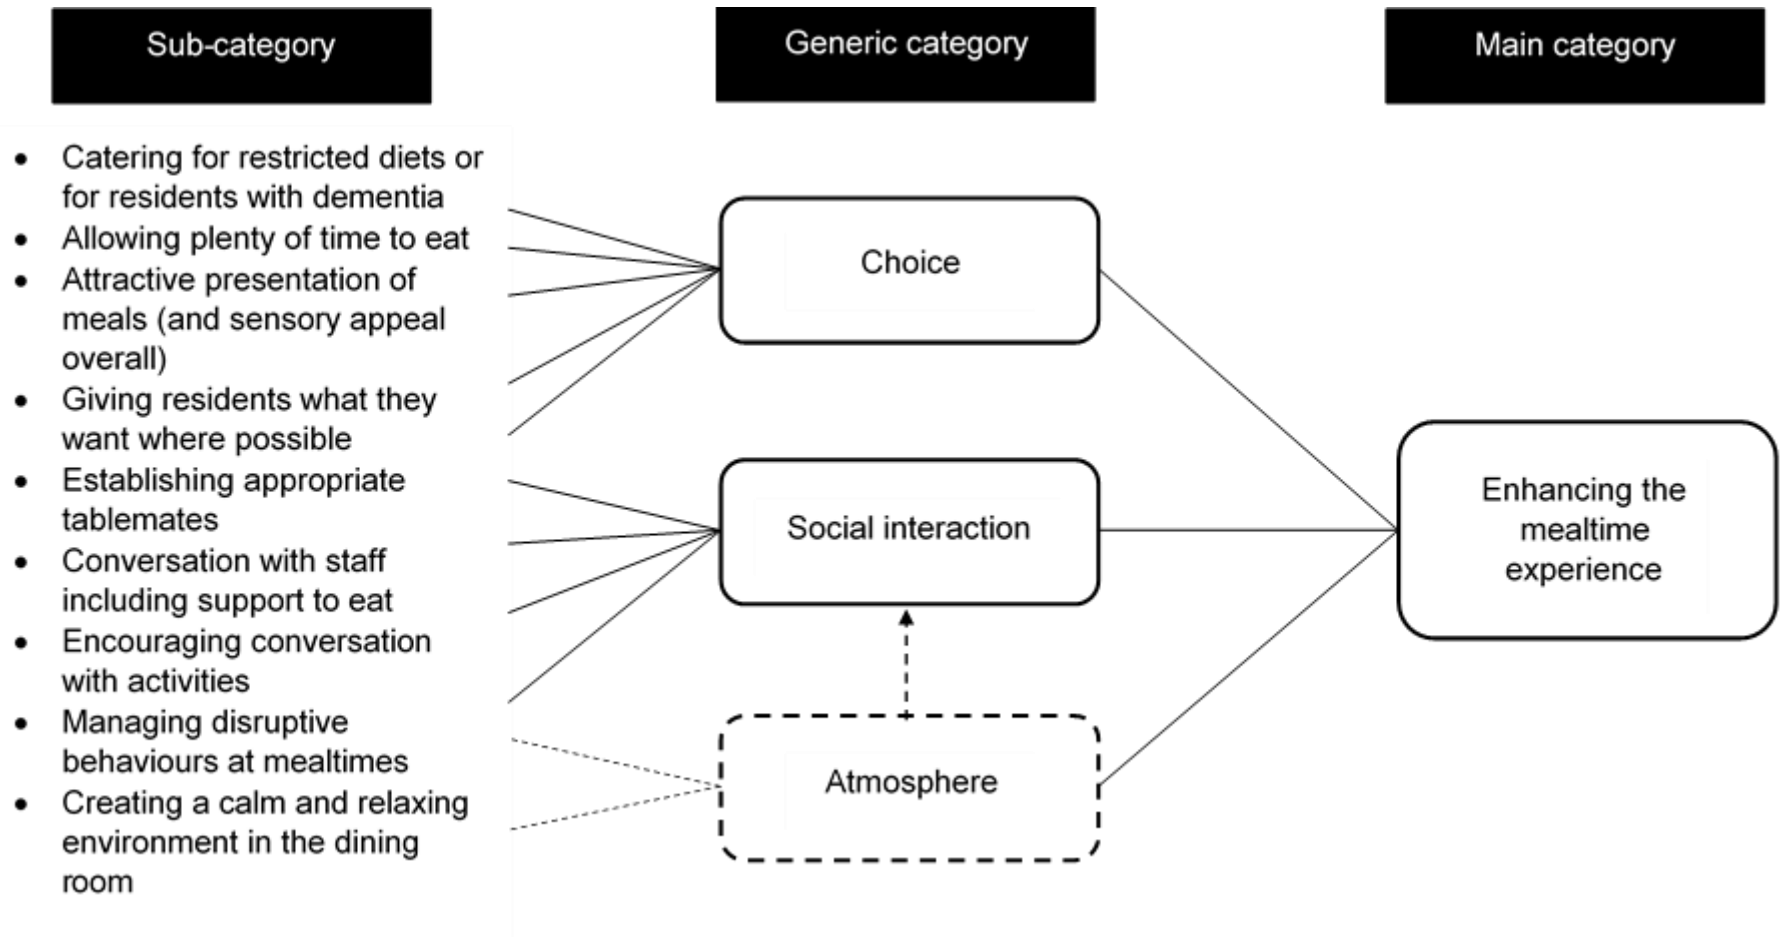 Sub-category
Generic category
Main category
• Catering for restricted diets or
for residents with dementia
• Allowing plenty of time to eat
• Attractive presentation of
meals (and sensory appeal
overall)
• Giving residents what they
want where possible
• Establishing appropriate
tablemates
• Conversation with staff
including support to eat
• Encouraging conversation
with activities
• Managing disruptive
behaviours at mealtimes
• Creating a calm and relaxing
environment in the dining
room
Choice
Social interaction
Atmosphere
Enhancing the
mealtime
experience